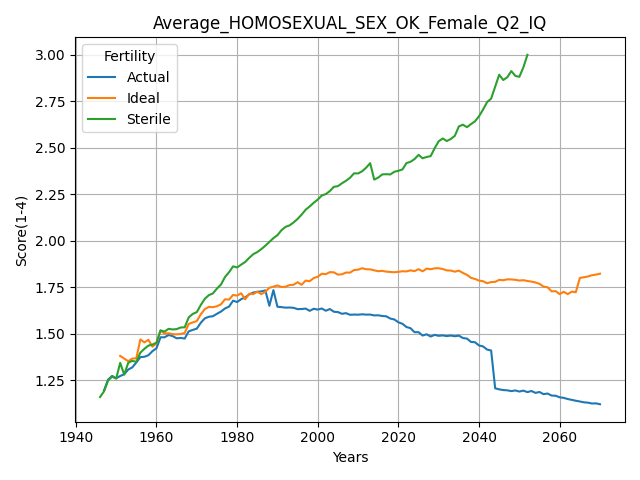 Average_HOMOSEXUAL_SEX_OK_Female_Q2_IQ
Fertility
Actual
Ideal
Sterile
Score(1-4)
3.00
2.75
2.50
2.25
2.00
1.75
1.50
1.25
1940
1960
1980
2000
2020
2040
2060
Years